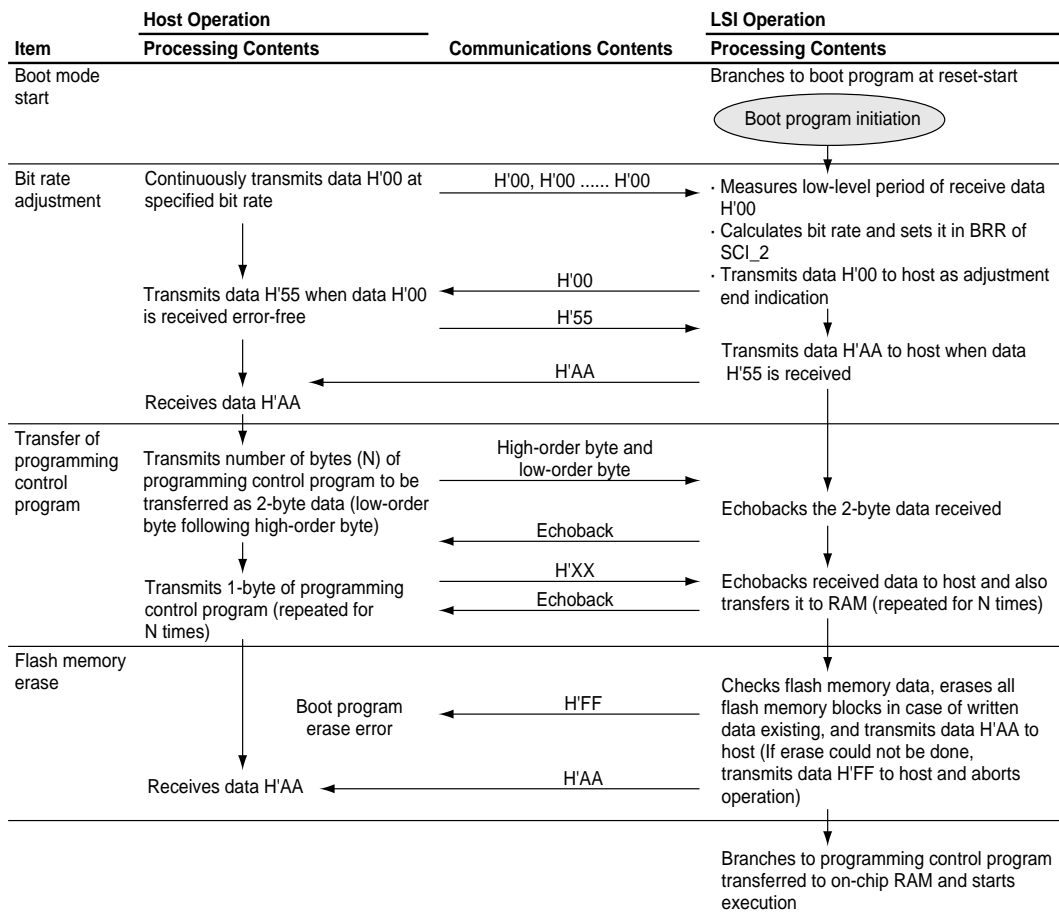 Host Operation
LSI Operation
Item
Processing Contents
Communications Contents
Processing Contents
Boot mode
start
Branches to boot program at reset-start
Boot program initiation
Bit rate
adjustment
Continuously transmits data H'00 at
specified bit rate
H'00, H'00 ...... H'00
· Measures low-level period of receive data
H'00
· Calculates bit rate and sets it in BRR of
SCI_2
· Transmits data H'00 to host as adjustment
end indication
H'00
Transmits data H'55 when data H'00
is received error-free
H'55
Transmits data H'AA to host when data
H'55 is received
H'AA
Receives data H'AA
Transfer of
programming
control
program
Transmits number of bytes (N) of
programming control program to be
transferred as 2-byte data (low-order
byte following high-order byte)
High-order byte and
low-order byte
Echobacks the 2-byte data received
Echoback
Transmits 1-byte of programming
control program (repeated for
N times)
H'XX
Echoback
Echobacks received data to host and also
transfers it to RAM (repeated for N times)
Flash memory
erase
Boot program
erase error
H'FF
Checks flash memory data, erases all
flash memory blocks in case of written
data existing, and transmits data H'AA to
host (If erase could not be done,
transmits data H'FF to host and aborts
operation)
Receives data H'AA
H'AA
Branches to programming control program
transferred to on-chip RAM and starts
execution